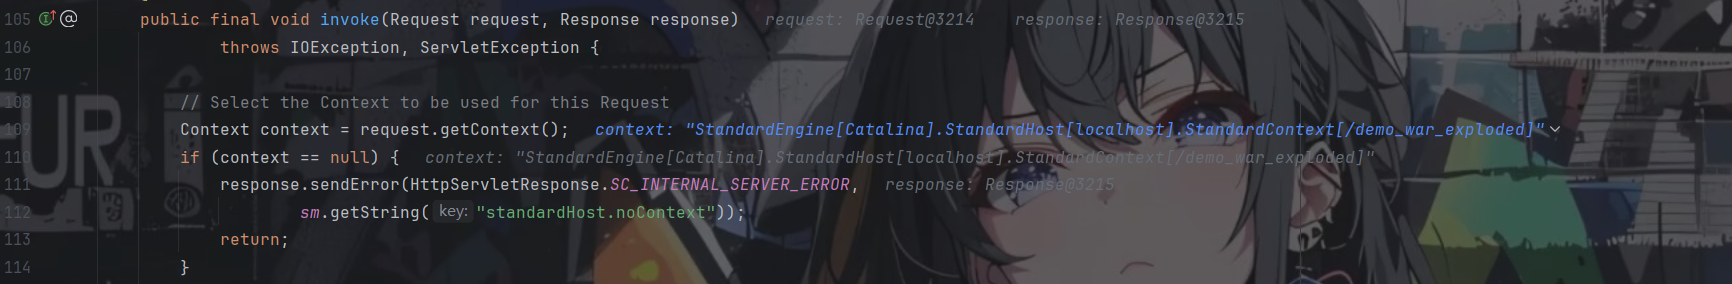 105 public final void invoke(Request request, Response response) request: Request@3214 response: Response@3215
106 throws IOException, ServletException {
107
108 // Select the Context to be used for this Request
109 Context context = request.getContext(); context: "StandardEngine[Catalina].StandardHost[localhost].StandardContext[/demo_war_exploded]"
110 if (context == null) { context: "StandardEngine[Catalina].StandardHost[localhost].StandardContext[/demo_war_exploded]"
111 response.sendError(HttpServletResponse.SC_INTERNAL_SERVER_ERROR, response: Response@3215
112 sm.getString( key: "standardHost.noContext"));
113 return;
114 }
UR